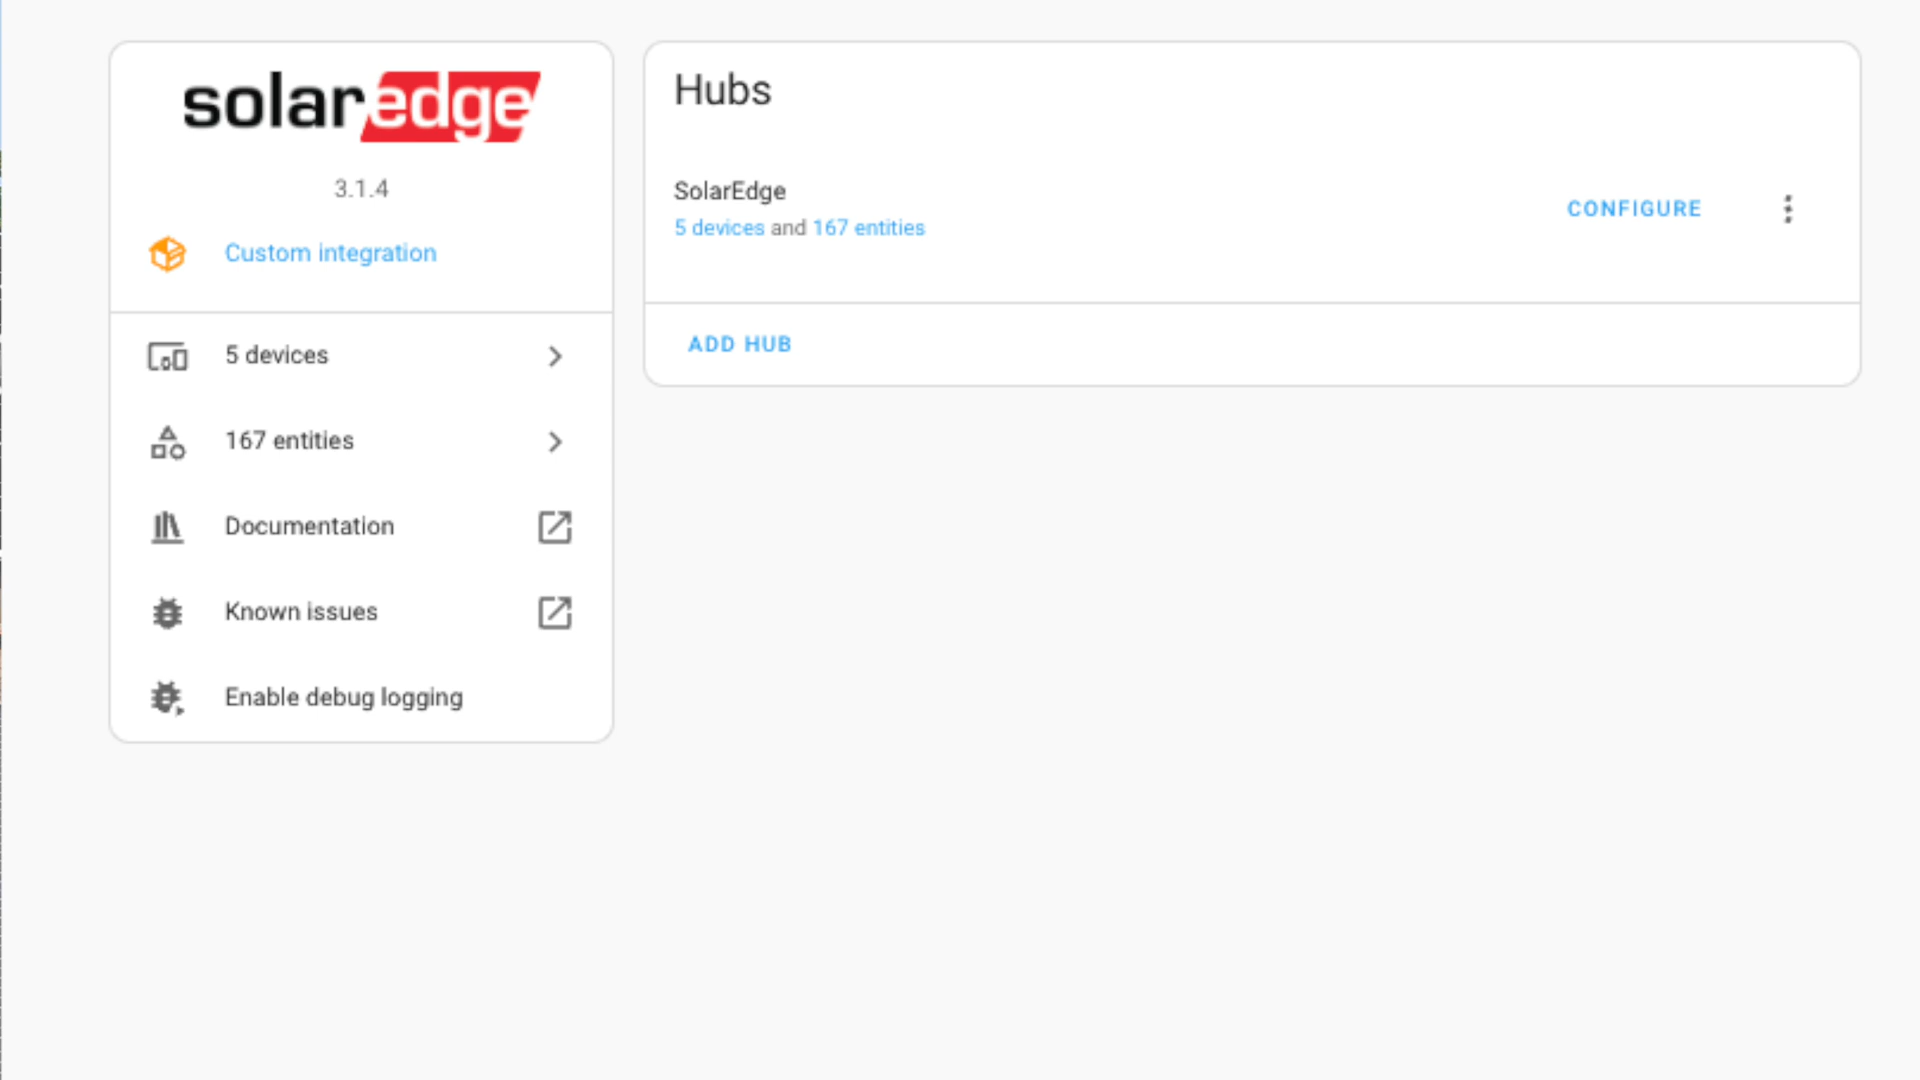 solaredge
3.1.4
Custom integration
5 devices
167 entities
Documentation
Known issues
Enable debug logging
Hubs
SolarEdge
5 devices and 167 entities
CONFIGURE
ADD HUB